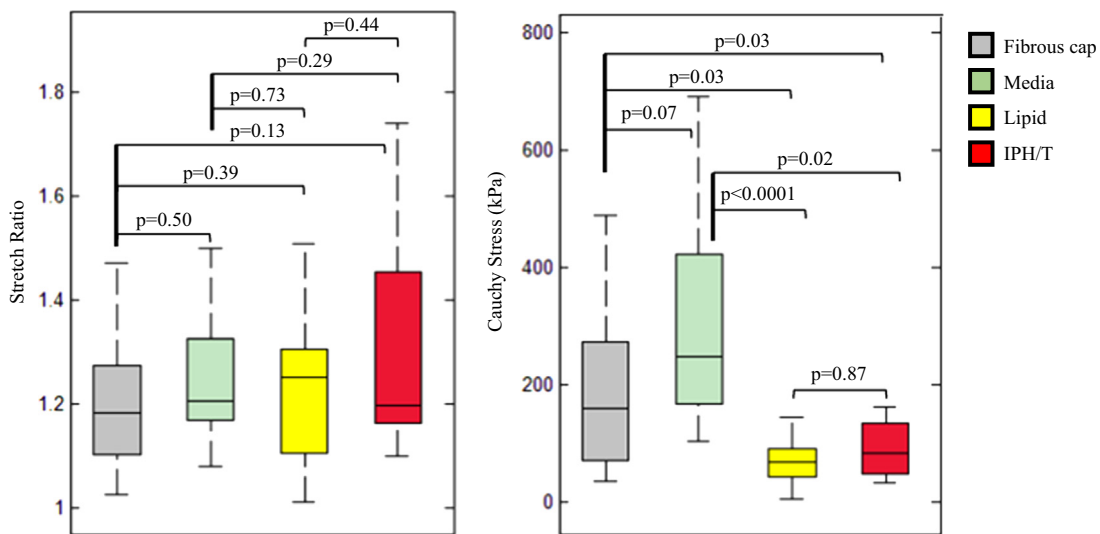 p=0.44
p=0.29
p=0.73
p=0.13
p=0.39
p=0.50
Stretch Ratio
1.8
1.6
1.4
1.2
1
p=0.03
p=0.03
p=0.07
p=0.02
p<0.0001
p=0.87
Cauchy Stress (kPa)
800
600
400
200
0
Fibrous cap
Media
Lipid
IPH/T